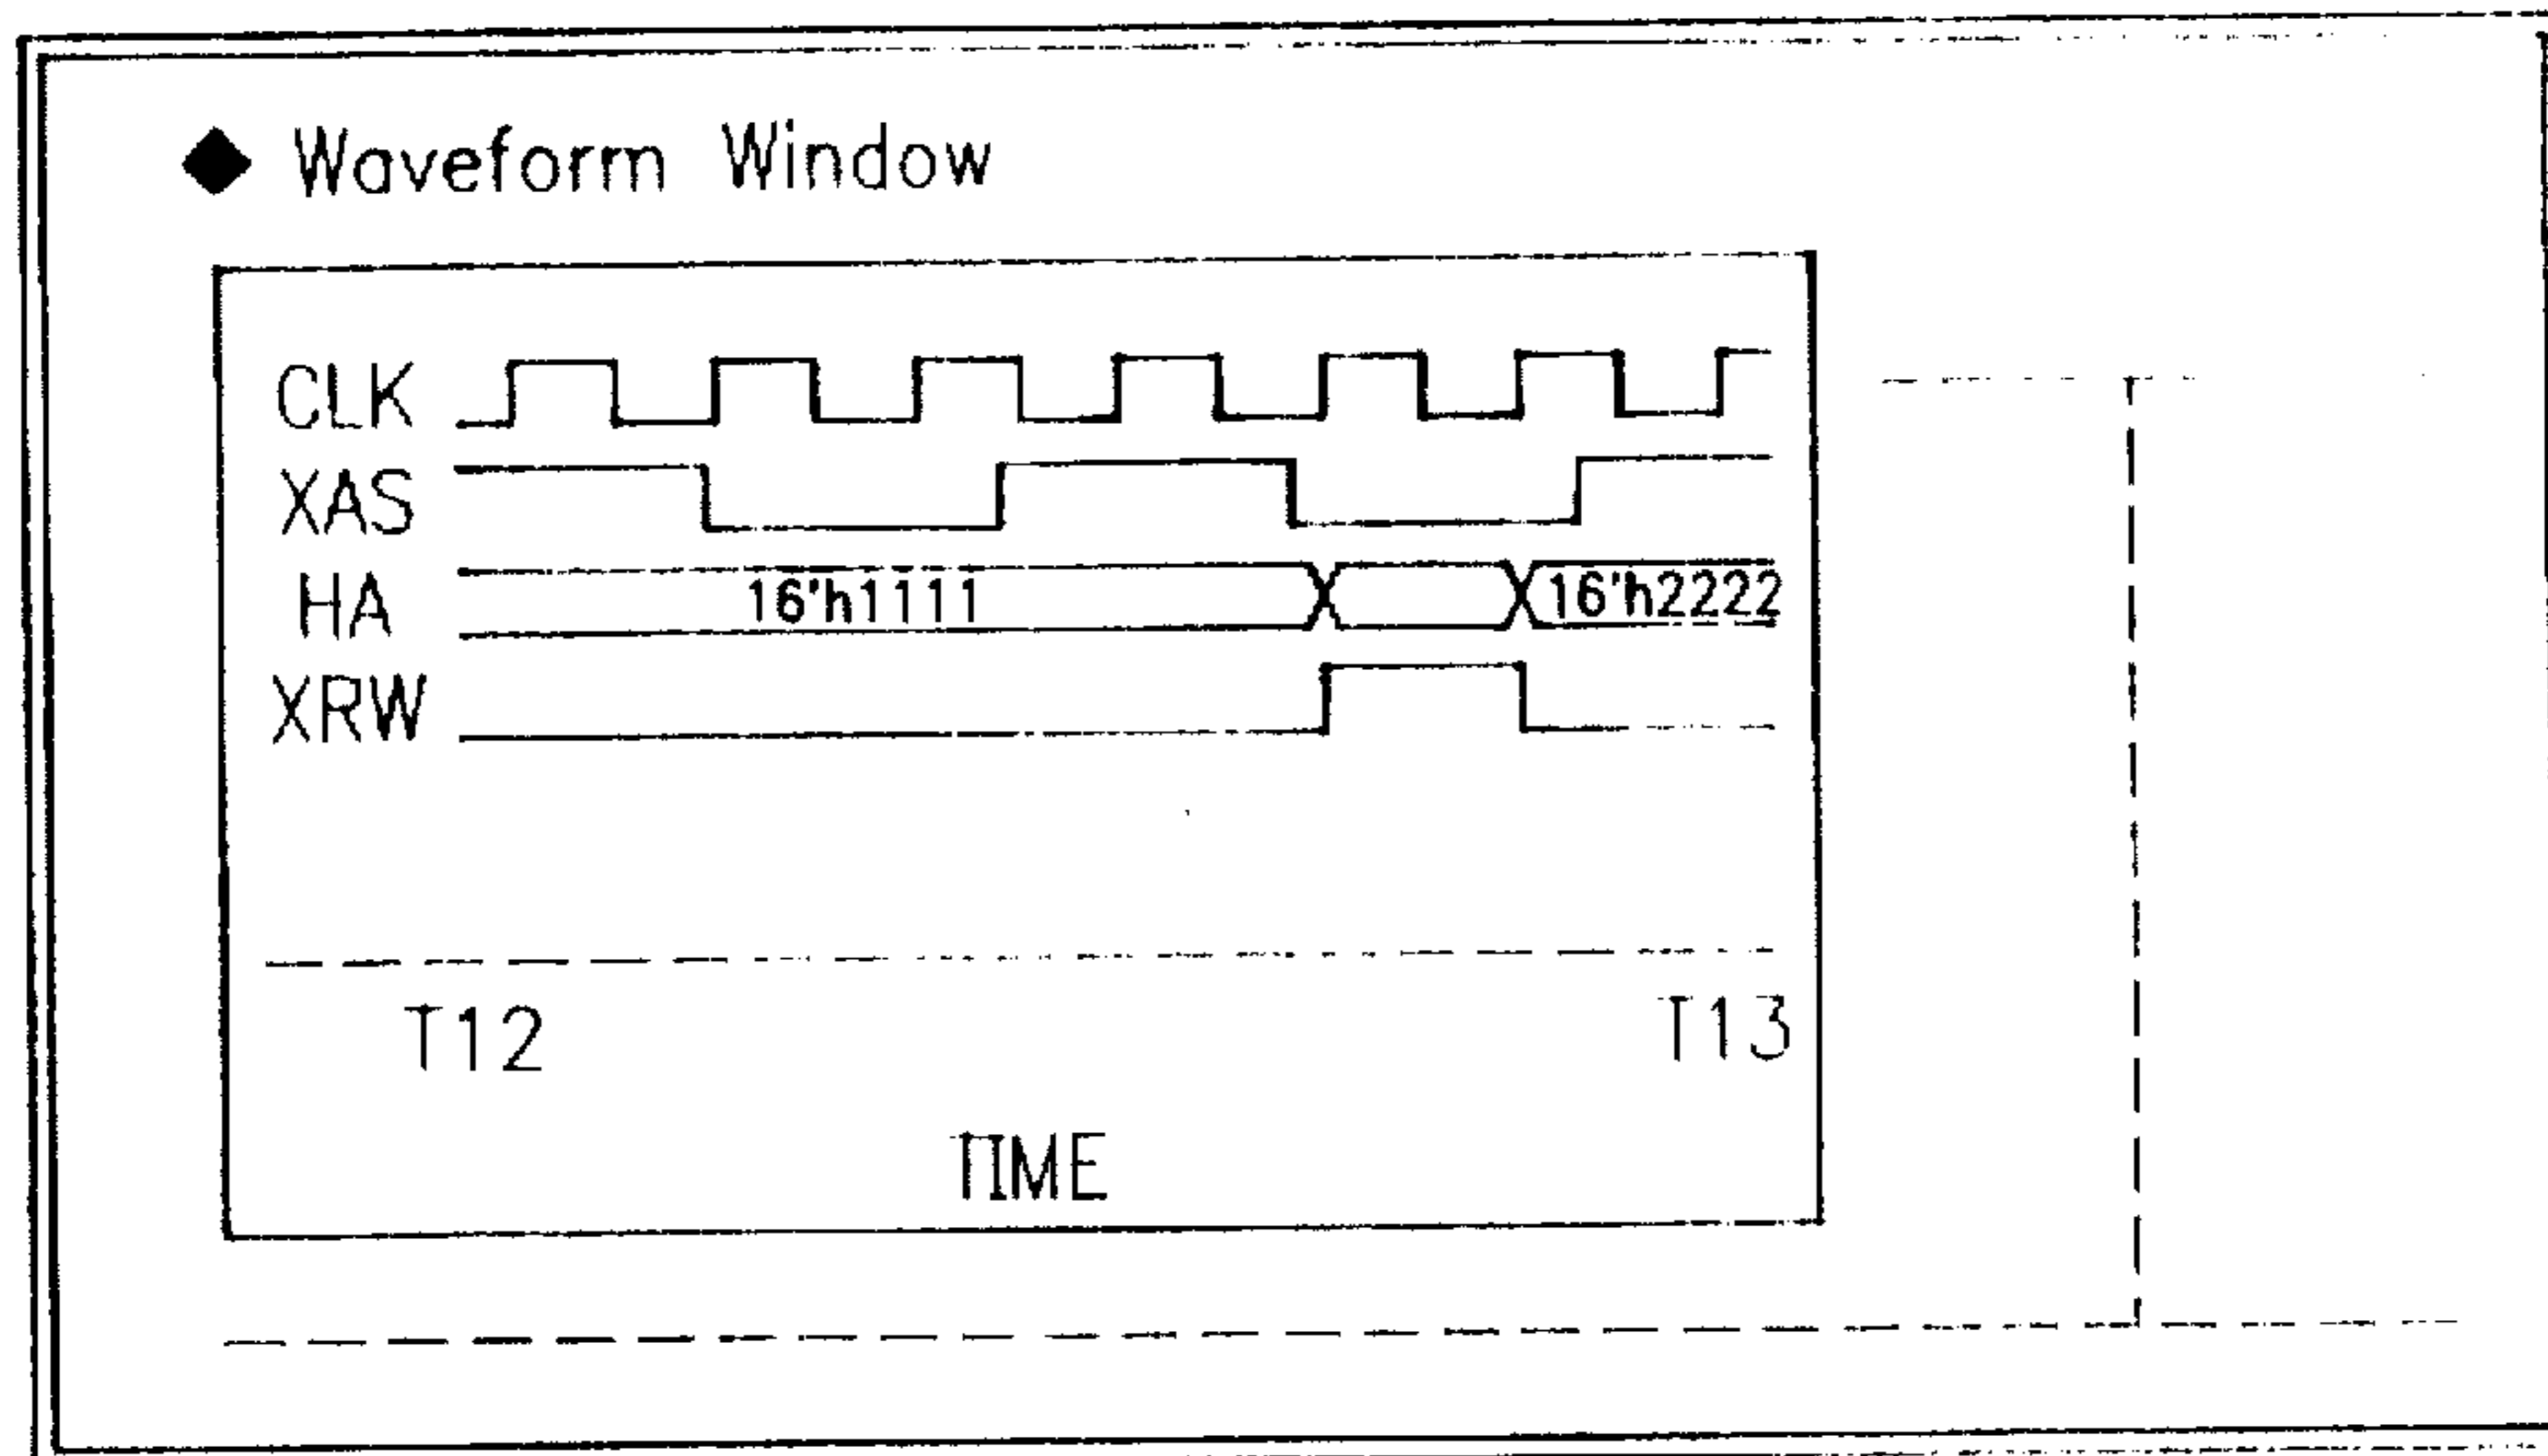 ◆ Waveform Window
CLK
XAS
HA 16'h1111 16'h2222
XRW
T12 T13
TIME